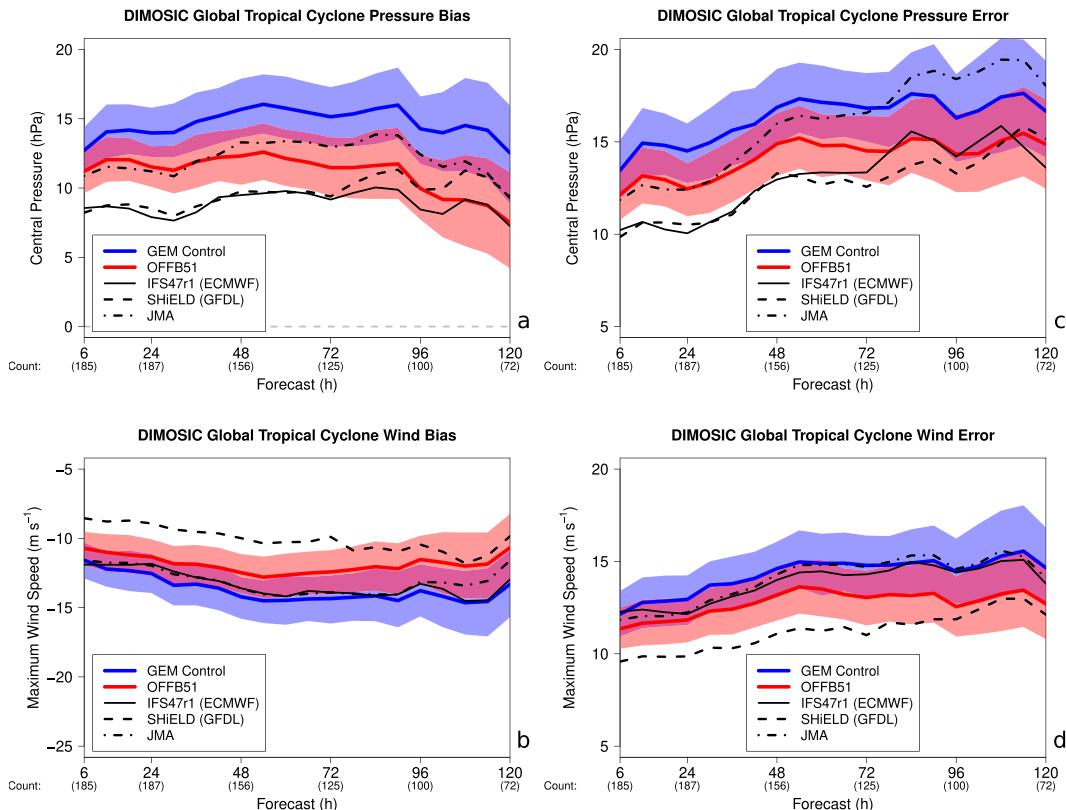 DIMOSIC Global Tropical Cyclone Pressure Bias
Central Pressure (hPa)
20
15
10
5
0
GEM Control
OFFB51
IFS47r1 (ECMWF)
SHiELD (GFDL)
JMA
a
6 24 48 72 96 120
Count: (185) (187) (156) (125) (100) (72)
Forecast (h)
DIMOSIC Global Tropical Cyclone Pressure Error
Central Pressure (hPa)
20
15
10
5
GEM Control
OFFB51
IFS47r1 (ECMWF)
SHiELD (GFDL)
JMA
c
6 24 48 72 96 120
Count: (185) (187) (156) (125) (100) (72)
Forecast (h)
DIMOSIC Global Tropical Cyclone Wind Bias
Maximum Wind Speed (m s⁻¹)
−5
−10
−15
−20
−25
GEM Control
OFFB51
IFS47r1 (ECMWF)
SHiELD (GFDL)
JMA
b
6 24 48 72 96 120
Count: (185) (187) (156) (125) (100) (72)
Forecast (h)
DIMOSIC Global Tropical Cyclone Wind Error
Maximum Wind Speed (m s⁻¹)
20
15
10
5
GEM Control
OFFB51
IFS47r1 (ECMWF)
SHiELD (GFDL)
JMA
d
6 24 48 72 96 120
Count: (185) (187) (156) (125) (100) (72)
Forecast (h)